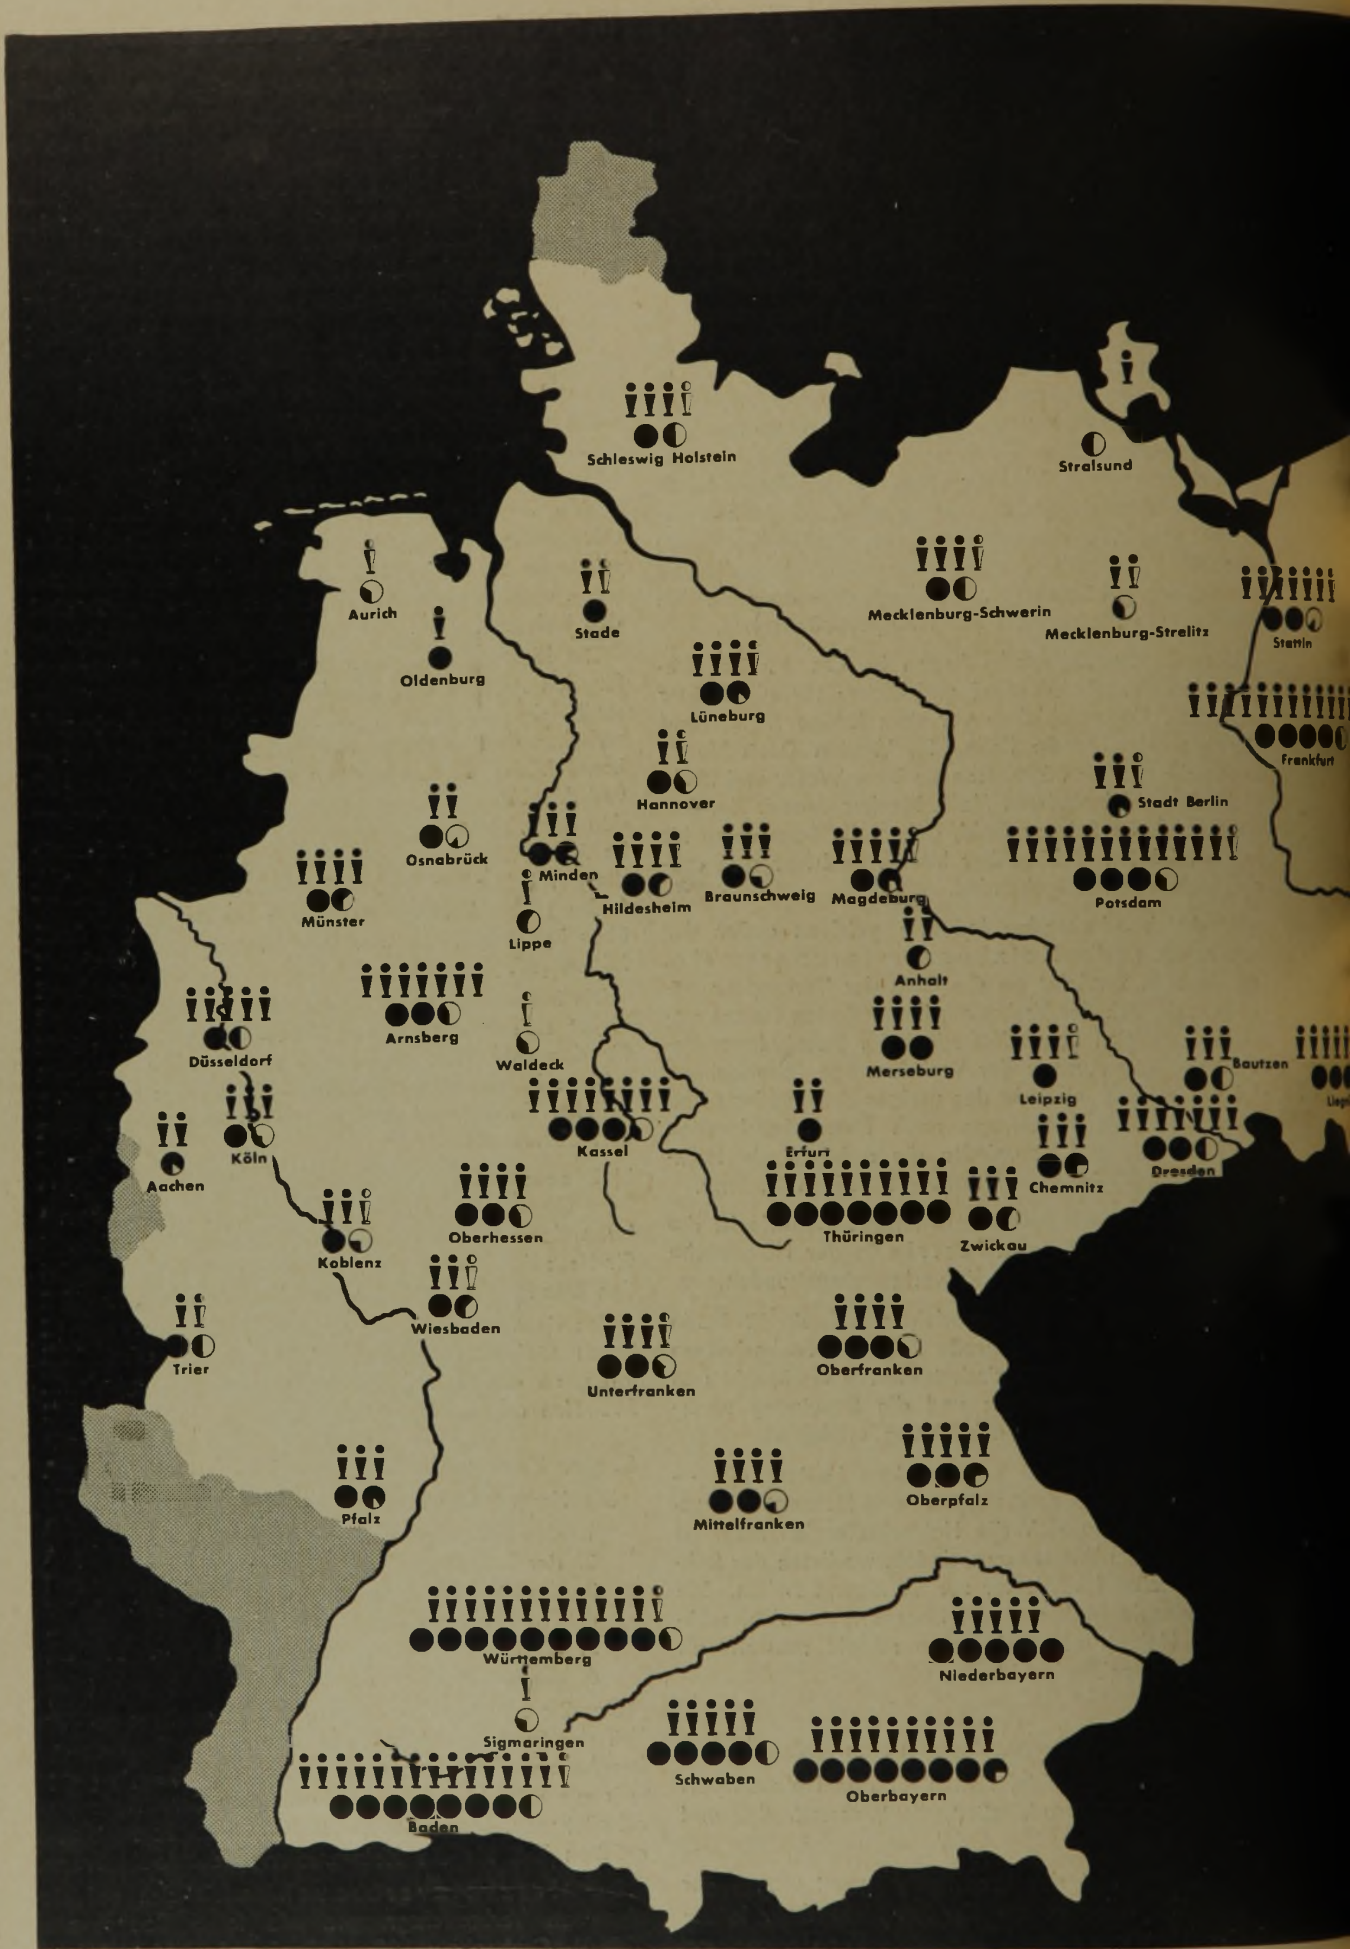 Schleswig Holstein
Stralsund
Aurich
Stade
Mecklenburg-Schwerin
Mecklenburg-Strelitz
Stettin
Oldenburg
Lüneburg
Frankfurt
Hannover
Stadt Berlin
Osnabrück
Minden
Münster
Hildesheim
Braunschweig
Magdeburg
Potsdam
Lippe
Anhalt
Arnsberg
Düsseldorf
Waldeck
Merseburg
Leipzig
Bautzen
Köln
Kassel
Erfurt
Dresden
Aachen
Chemnitz
Oberhessen
Thüringen
Zwickau
Koblenz
Wiesbaden
Trier
Unterfranken
Oberfranken
Pfalz
Mittelfranken
Oberpfalz
Württemberg
Niederbayern
Sigmaringen
Schwaben
Oberbayern
Baden